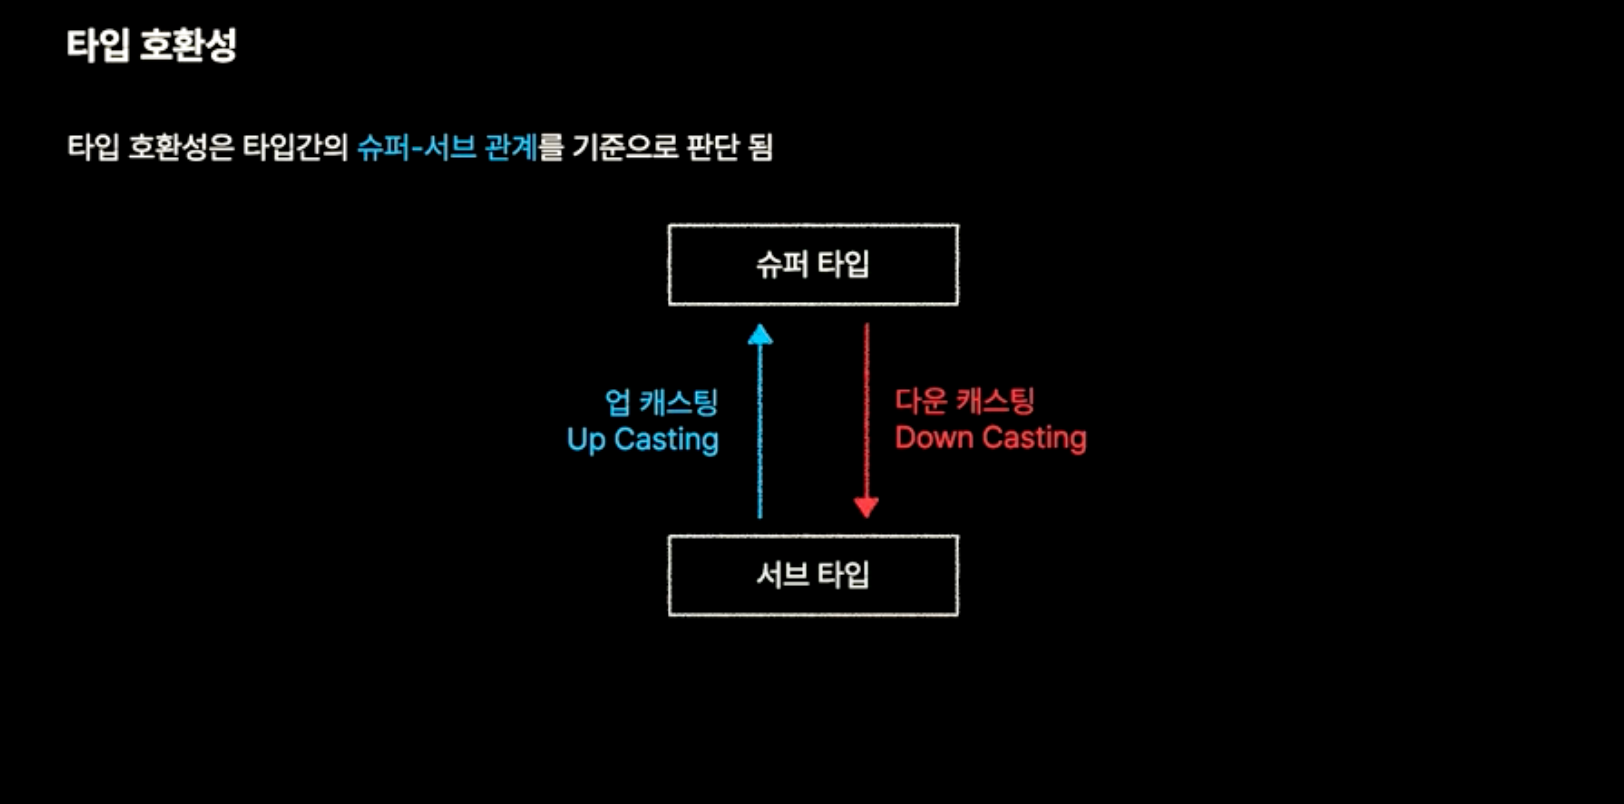 타입 호환성
타입 호환성은 타입간의 슈퍼-서브 관계를 기준으로 판단 됨
슈퍼 타입
업 캐스팅
Up Casting
다운 캐스팅
Down Casting
서브 타입